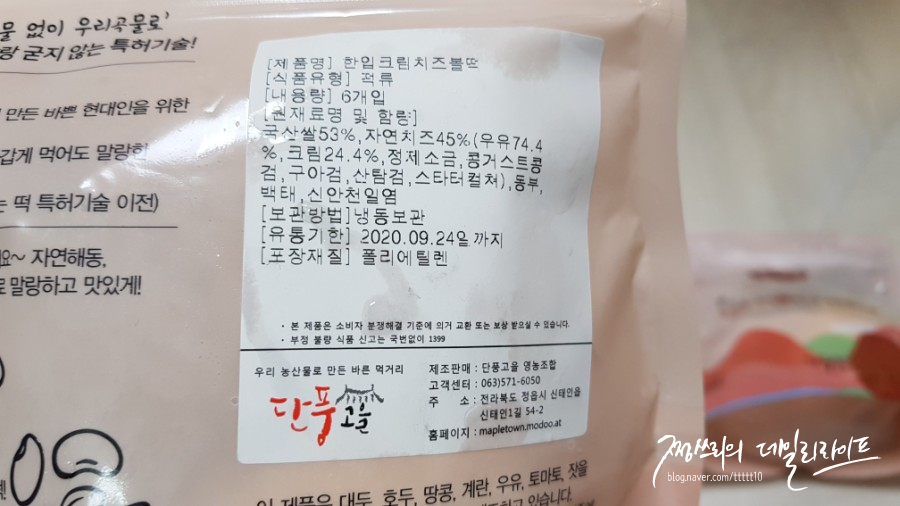 물 없이 우리곡물로'
랑 굳지 않는 특허기술!
만든 바쁜 현대인을 위한
갑게 먹어도 말랑한
는 떡 특허기술 이전)
요~ 자연해동,
로 말랑하고 맛있게!
[제품명] 한입크림치즈볼떡
[식품유형] 떡류
[내용량] 6개입
[원재료명 및 함량]
국산쌀53%,자연치즈45%(우유74.4
%,크림24.4%,정제소금,콩거스트콩
검,구아검,산탐검,스타터컬쳐),동부,
백태,신안천일염
[보관방법]냉동보관
[유통기한] 2020.09.24일까지
[포장재질] 폴리에틸렌
• 본 제품은 소비자 분쟁해결 기준에 의거 교환 또는 보상 받으실 수 있습니다.
• 부정 불량 식품 신고는 국번없이 1399
우리 농산물로 만든 바른 먹거리
단풍고을
제조판매 : 단풍고을 영농조합
고객센터 : 063)571-6050
주 소 : 전라북도 정읍시 신태인읍
신태인1길 54-2
홈페이지 : mapletown.modoo.at
이 제품은 대두, 호두, 땅콩, 계란, 우유, 토마토, 잣을
하고 있습니다.
찡쓰리의 데일리라이프
blog.naver.com/ttttt10